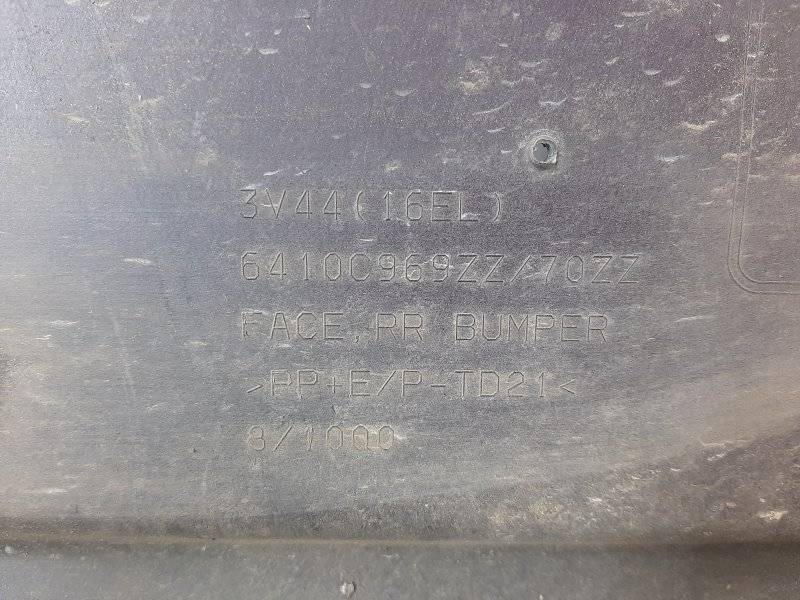 3V44(16EL)
6410C969ZZ/70ZZ
FACE,RR BUMPER
>PP+E/P-TD21<
8/1000